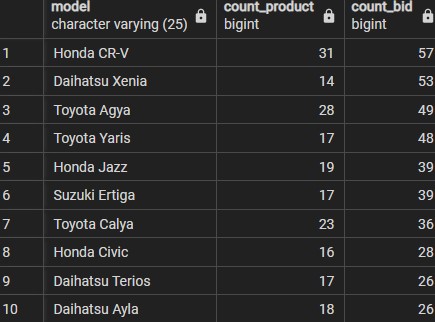 model count_product count_bid
character varying (25) bigint bigint
1 Honda CR-V 31 57
2 Daihatsu Xenia 14 53
3 Toyota Agya 28 49
4 Toyota Yaris 17 48
5 Honda Jazz 19 39
6 Suzuki Ertiga 17 39
7 Toyota Calya 23 36
8 Honda Civic 16 28
9 Daihatsu Terios 17 26
10 Daihatsu Ayla 18 26